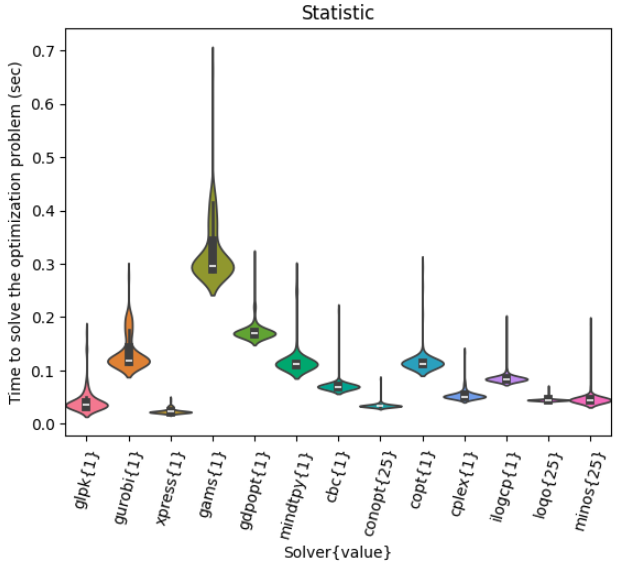 Statistic
Time to solve the optimization problem (sec)
0.7
0.6
0.5
0.4
0.3
0.2
0.1
0.0
glpk{1}
gurobi{1}
xpress{1}
gams{1}
gdpopt{1}
mindtpy{1}
cbc{1}
conopt{25}
copt{1}
cplex{1}
ilogcp{1}
loqo{25}
minos{25}
Solver{value}